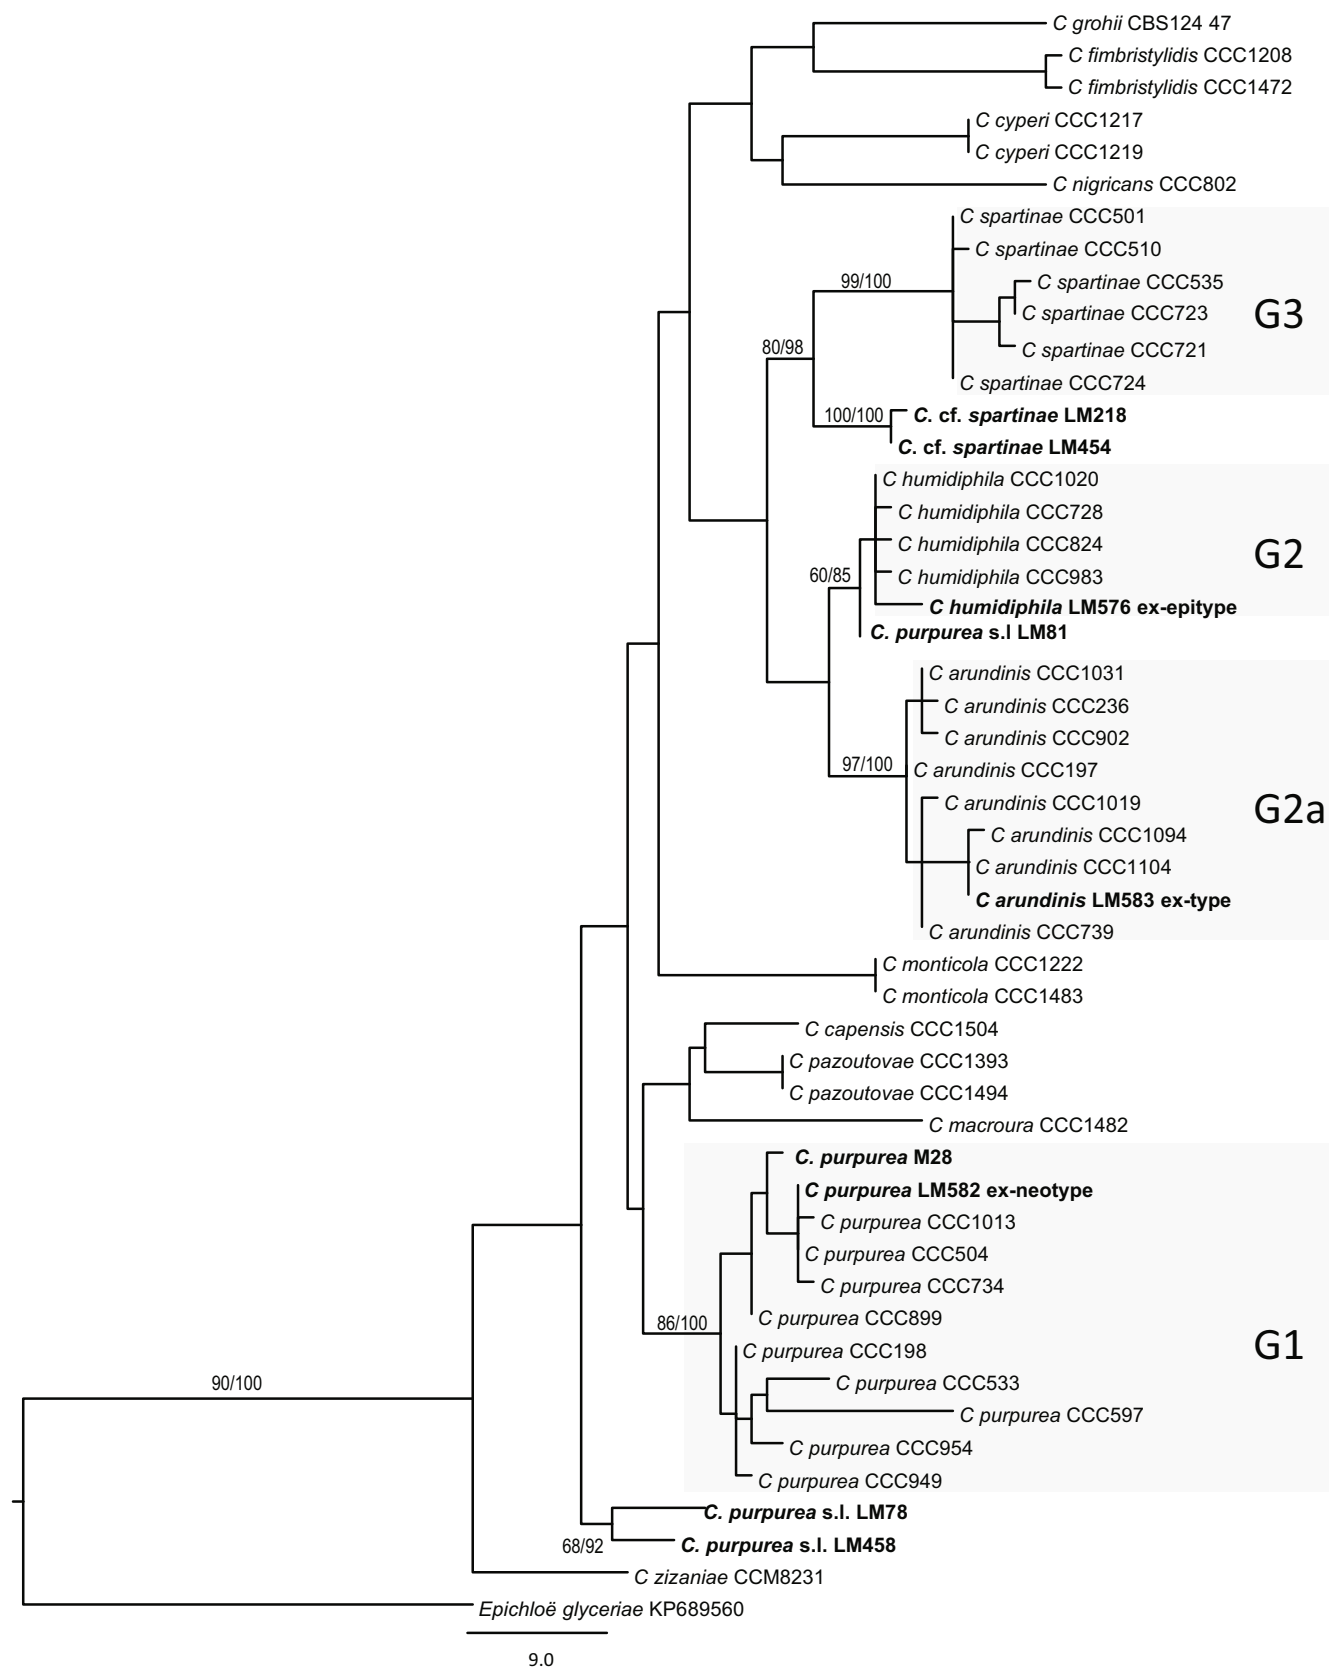 C grohii CBS124 47
C fimbristylidis CCC1208
C fimbristylidis CCC1472
C cyperi CCC1217
C cyperi CCC1219
C nigricans CCC802
C spartinae CCC501
C spartinae CCC510
99/100
C spartinae CCC535
G3
C spartinae CCC723
80/98
C spartinae CCC721
C spartinae CCC724
100/100
C. cf. spartinae LM218
C. cf. spartinae LM454
C humidiphila CCC1020
C humidiphila CCC728
C humidiphila CCC824
G2
60/85
C humidiphila CCC983
C humidiphila LM576 ex-epitype
C. purpurea s.l LM81
C arundinis CCC1031
C arundinis CCC236
C arundinis CCC902
97/100
C arundinis CCC197
C arundinis CCC1019
G2a
C arundinis CCC1094
C arundinis CCC1104
C arundinis LM583 ex-type
C arundinis CCC739
C monticola CCC1222
C monticola CCC1483
C capensis CCC1504
C pazoutovae CCC1393
C pazoutovae CCC1494
C macroura CCC1482
C. purpurea M28
C purpurea LM582 ex-neotype
C purpurea CCC1013
C purpurea CCC504
C purpurea CCC734
C purpurea CCC899
86/100
G1
C purpurea CCC198
90/100
C purpurea CCC533
C purpurea CCC597
C purpurea CCC954
C purpurea CCC949
C. purpurea s.l. LM78
68/92
C. purpurea s.l. LM458
C zizaniae CCM8231
Epichloë glyceriae KP689560
9.0